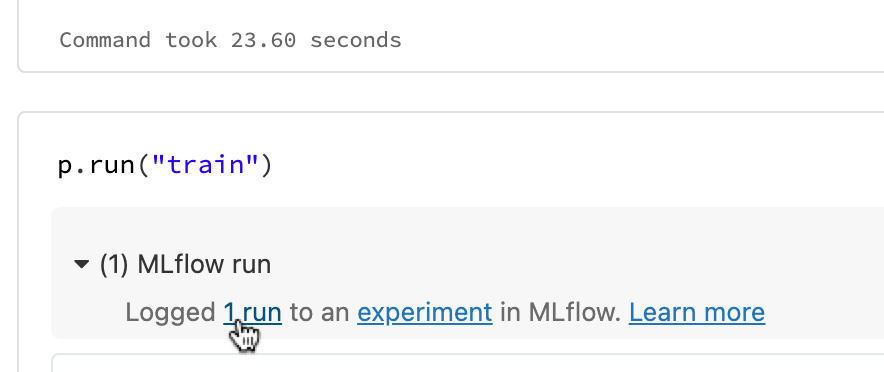 Command took 23.60 seconds
p.run("train")
(1) MLflow run
Logged 1 run to an experiment in MLflow. Learn more